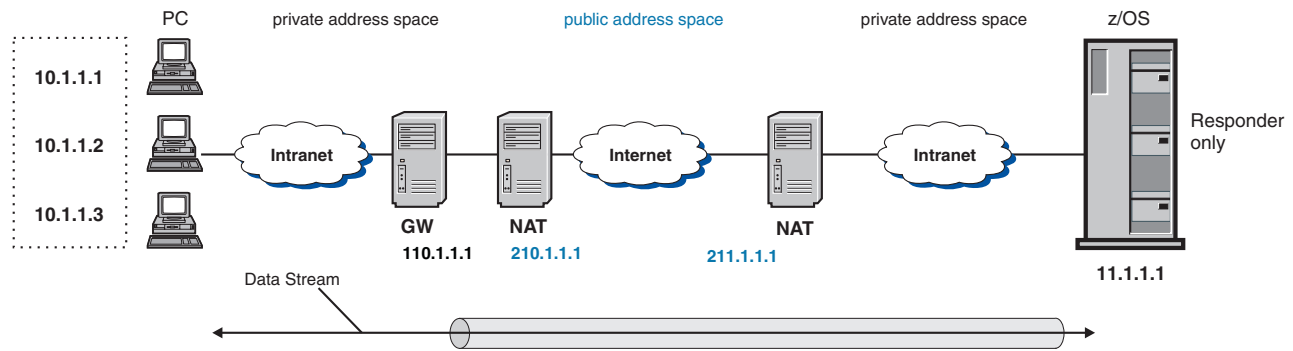 PC
private address space
public address space
private address space
z/OS
10.1.1.1
10.1.1.2
10.1.1.3
Intranet
Internet
Intranet
Responder
only
GW
NAT
NAT
110.1.1.1
210.1.1.1
211.1.1.1
11.1.1.1
Data Stream